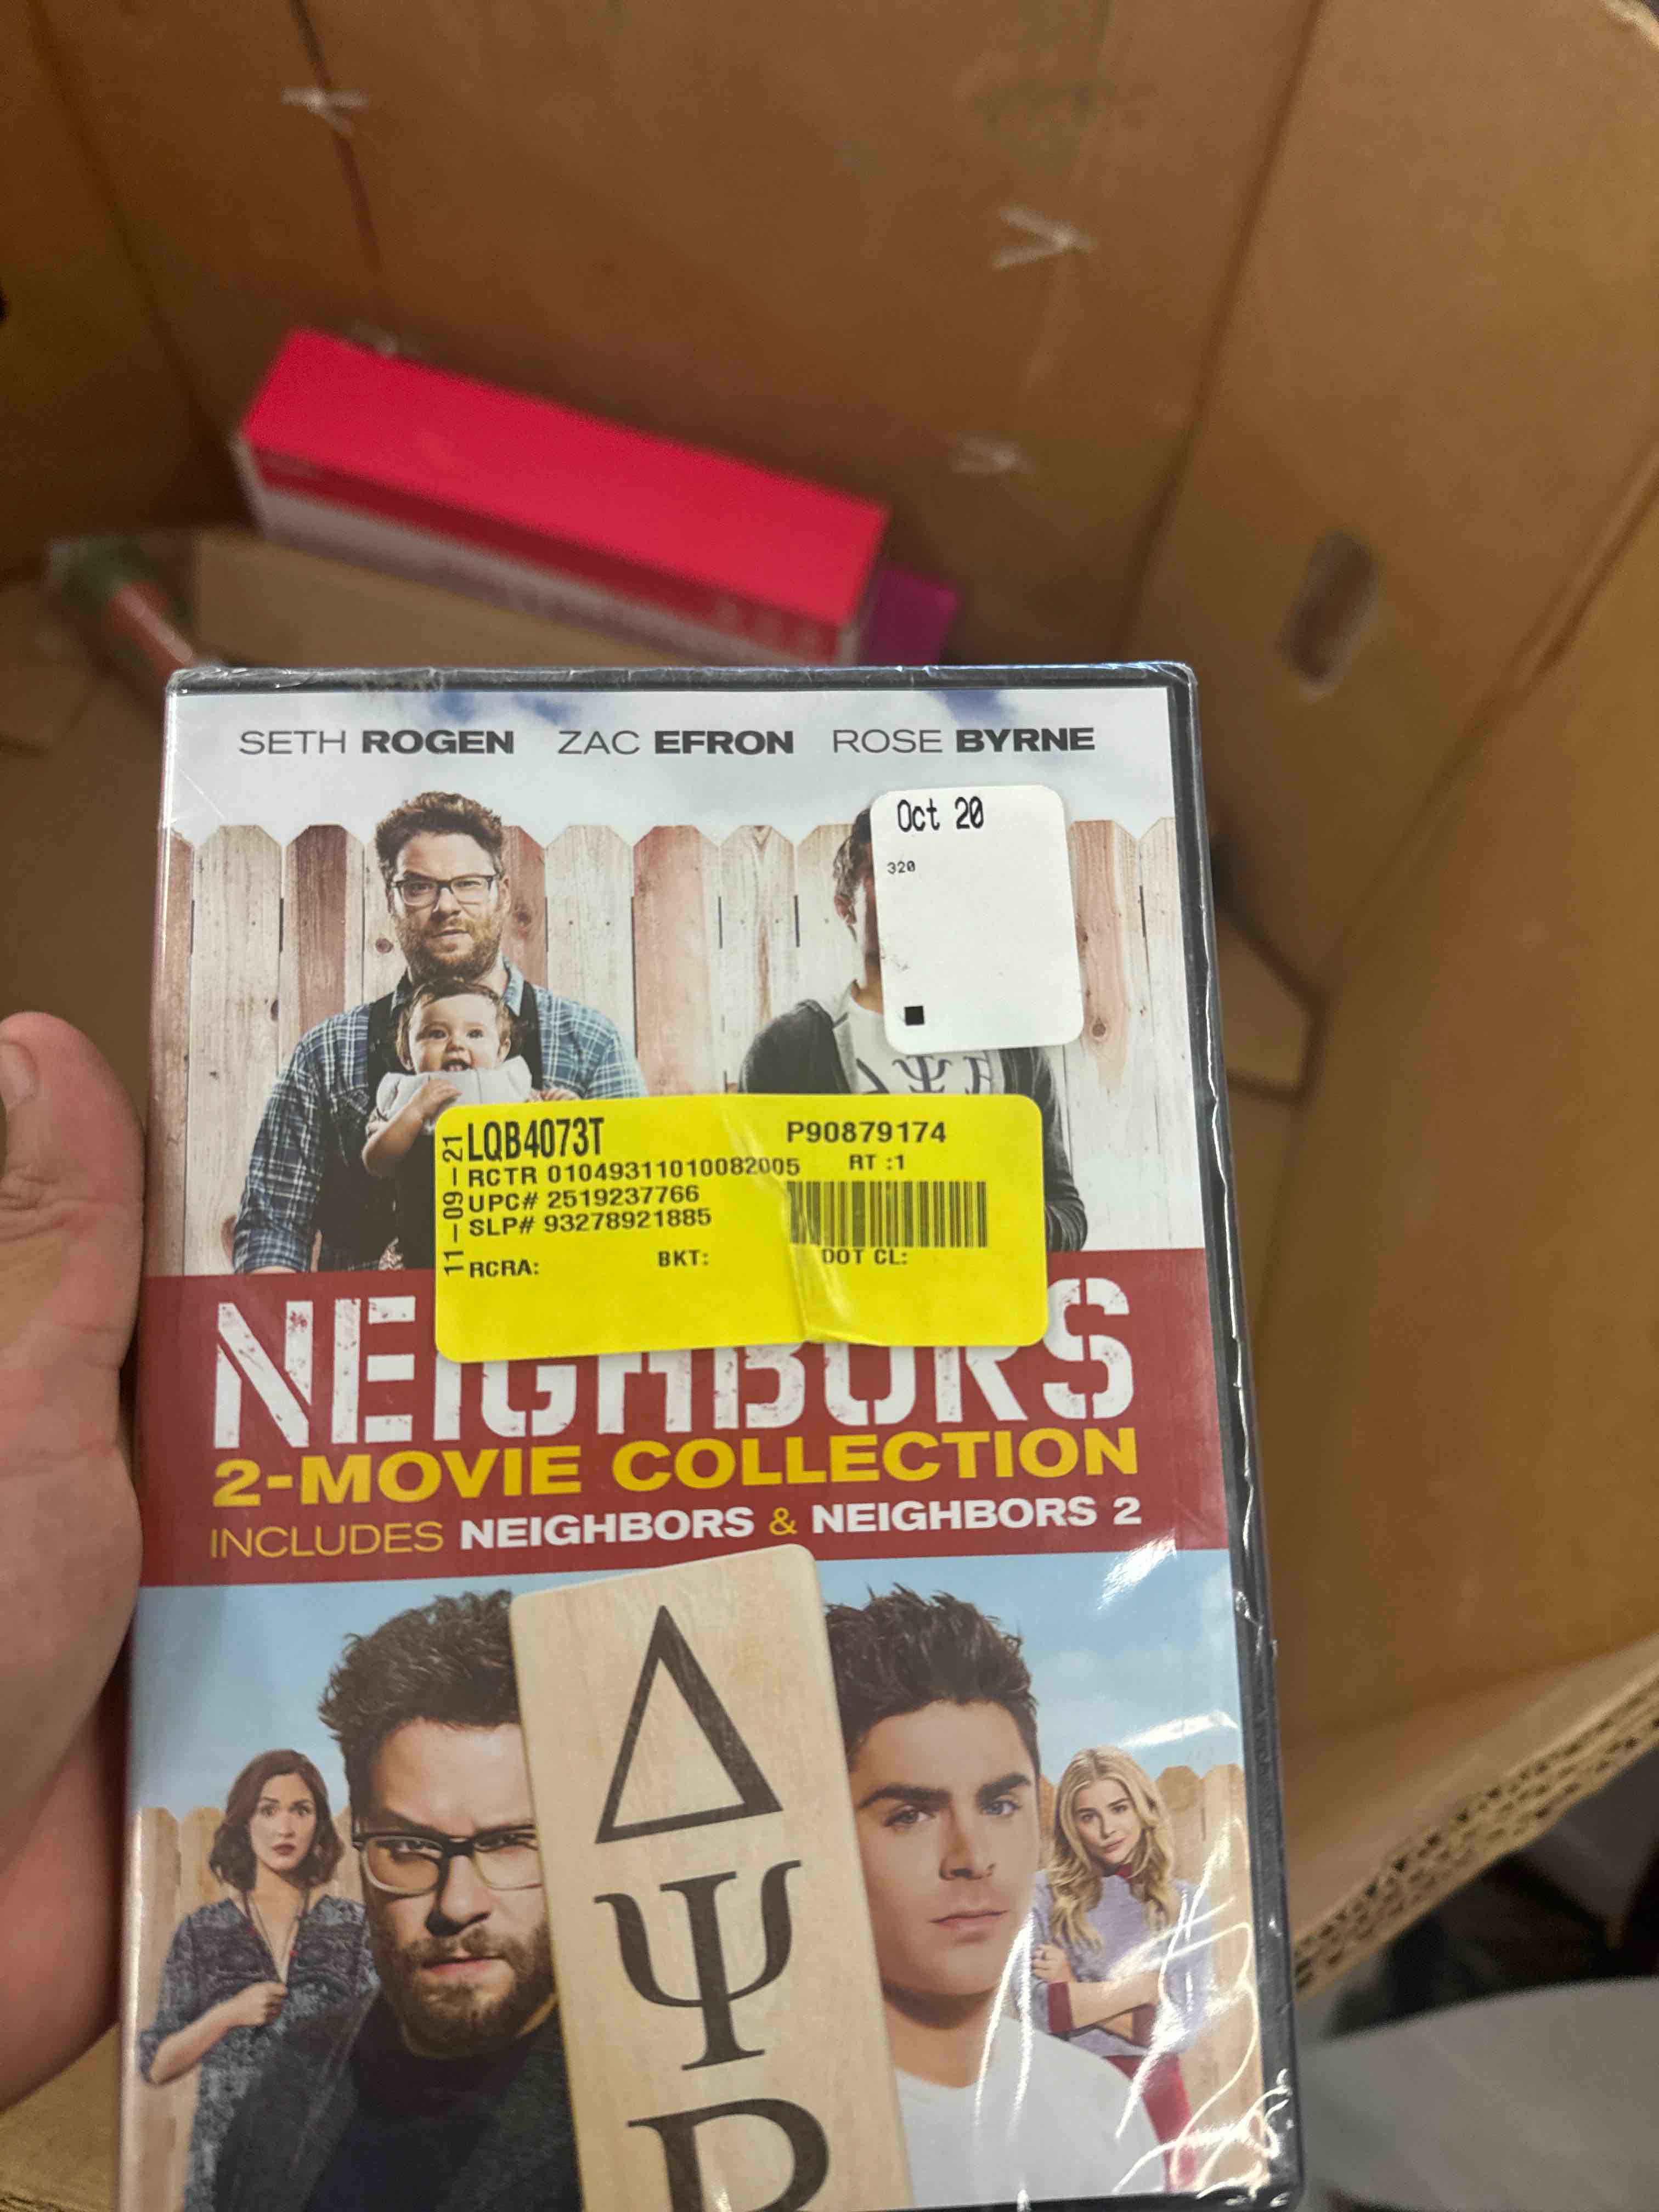 SETH ROGEN ZAC EFRON ROSE BYRNE
Oct 20
320
11-09-21
LQB4073T P90879174
RCTR 01049311010082005 RT :1
UPC# 2519237766
SLP# 93278921885
RCRA: BKT: DOT CL:
NEIGHBORS
2-MOVIE COLLECTION
INCLUDES NEIGHBORS & NEIGHBORS 2
Δ
Ψ